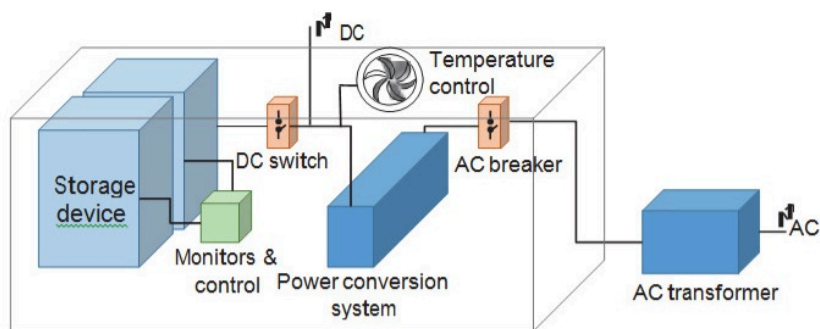 DC
Temperature
control
DC switch
AC breaker
Storage
device
Monitors &
control
Power conversion
system
AC
AC transformer